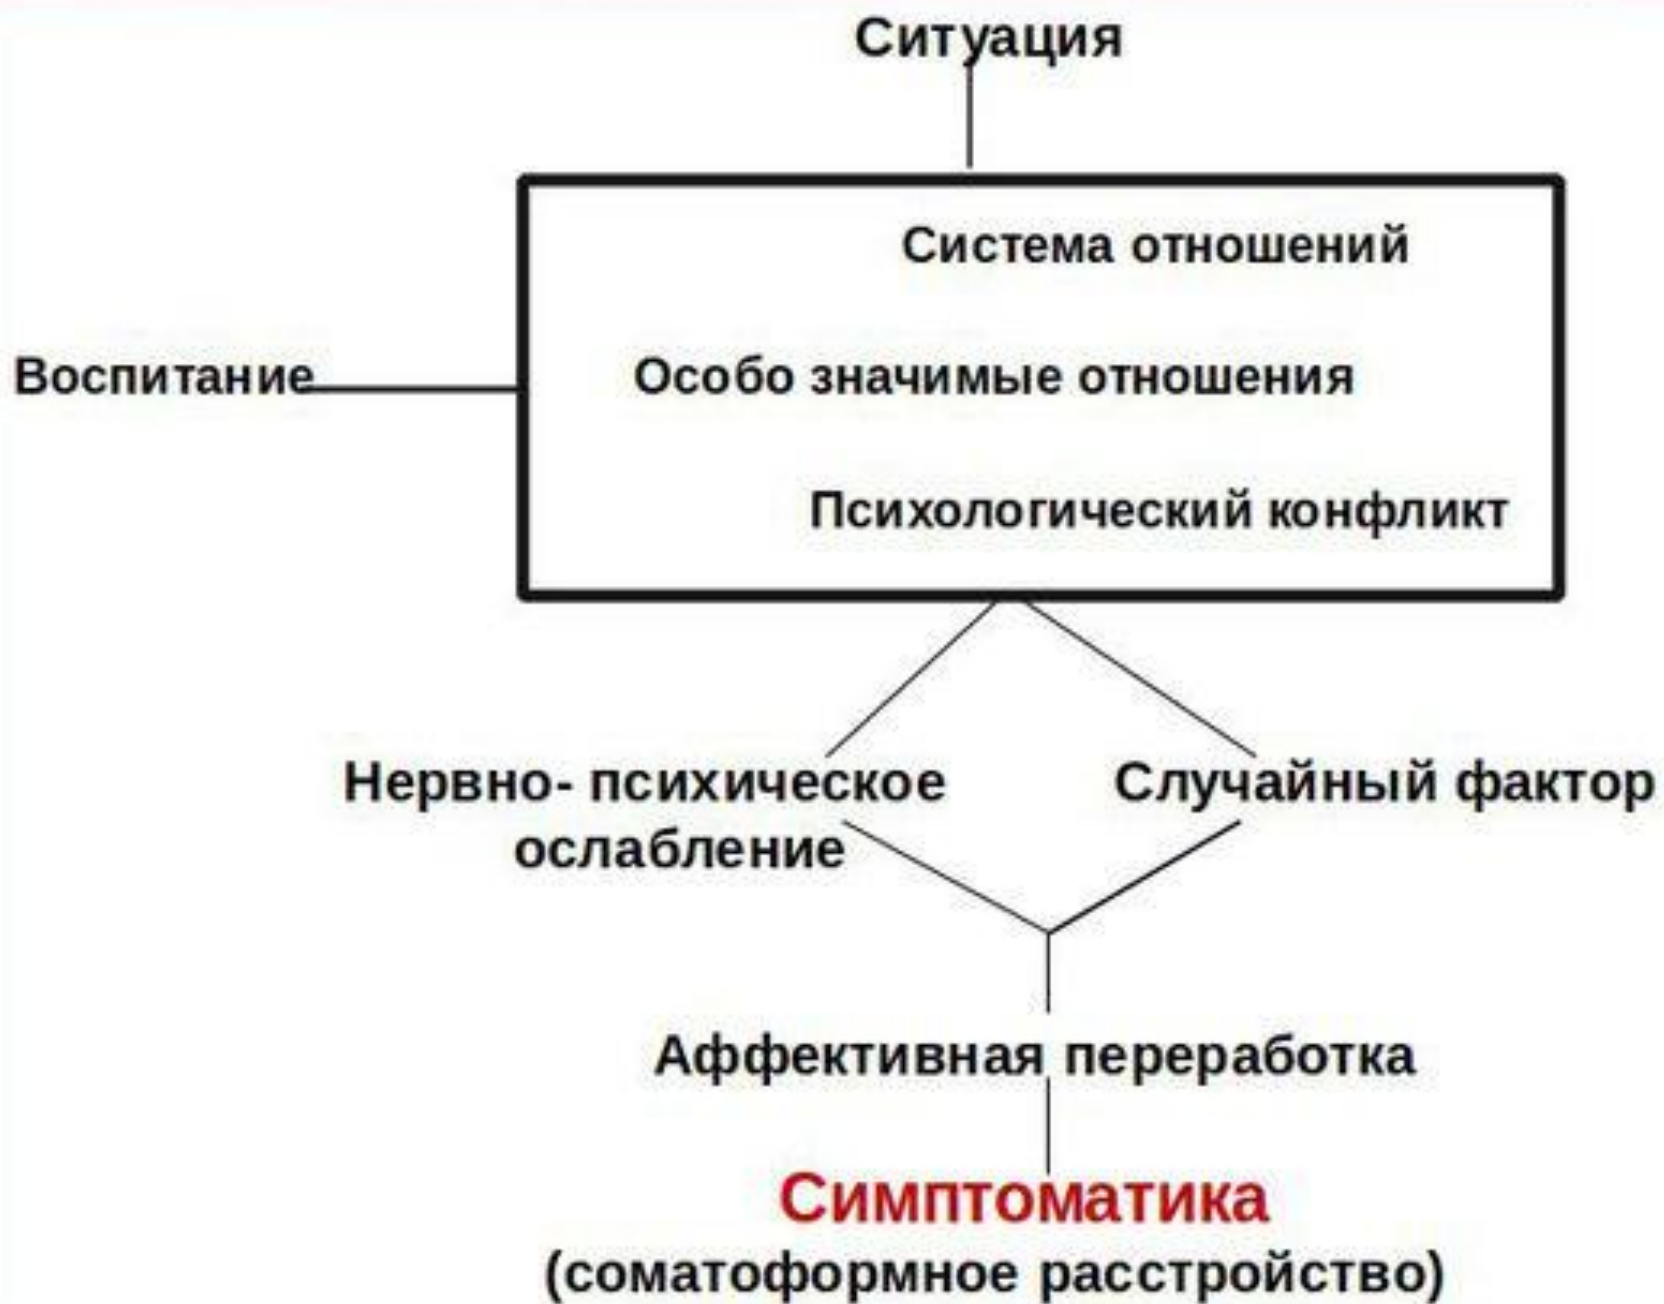 Ситуация
Система отношений
Воспитание
Особо значимые отношения
Психологический конфликт
Нервно- психическое
ослабление
Случайный фактор
Аффективная переработка
Симптоматика
(соматоформное расстройство)